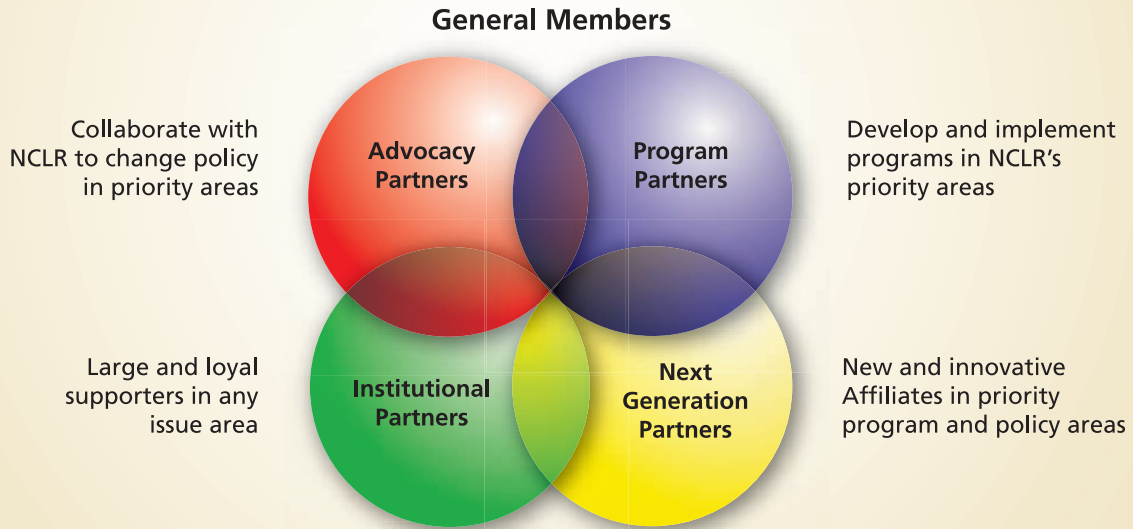 General Members
Collaborate with
NCLR to change policy
in priority areas
Advocacy
Partners
Program
Partners
Develop and implement
programs in NCLR's
priority areas
Large and loyal
supporters in any
issue area
Institutional
Partners
Next
Generation
Partners
New and innovative
Affiliates in priority
program and policy areas